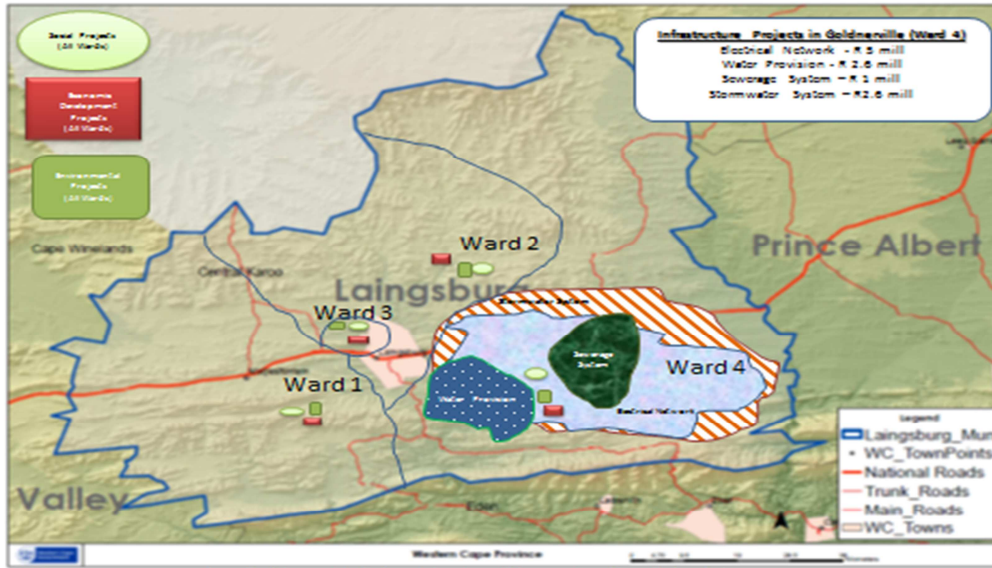 Social Projects
(All Wards)
Economic
Development
Projects
(All Wards)
Environmental
Projects
(All Wards)
Infrastructure Projects in Goldnerville (Ward 4)
Electrical Network - R 5 mill
Water Provision - R 2.6 mill
Sewerage System – R 1 mill
Stormwater System – R2.6 mill
Cape Winelands
Central Karoo
Ward 2
Prince Albert
Laingsburg
Stormwater System
Ward 3
Sewerage
System
Ward 4
Ward 1
Water Provision
Electrical Network
Valley
Eden
Legend
Laingsburg_Mun
WC_TownPoints
National Roads
Trunk_Roads
Main_Roads
WC_Towns
Western Cape Province